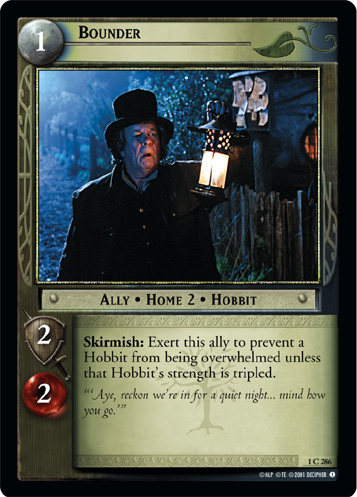 1
Bounder
Ally • Home 2 • Hobbit
2
2
Skirmish: Exert this ally to prevent a
Hobbit from being overwhelmed unless
that Hobbit's strength is tripled.
“‘Aye, reckon we're in for a quiet night... mind how
you go.’”
1 C 286
©NLP ©TE ©2001 DECIPHER